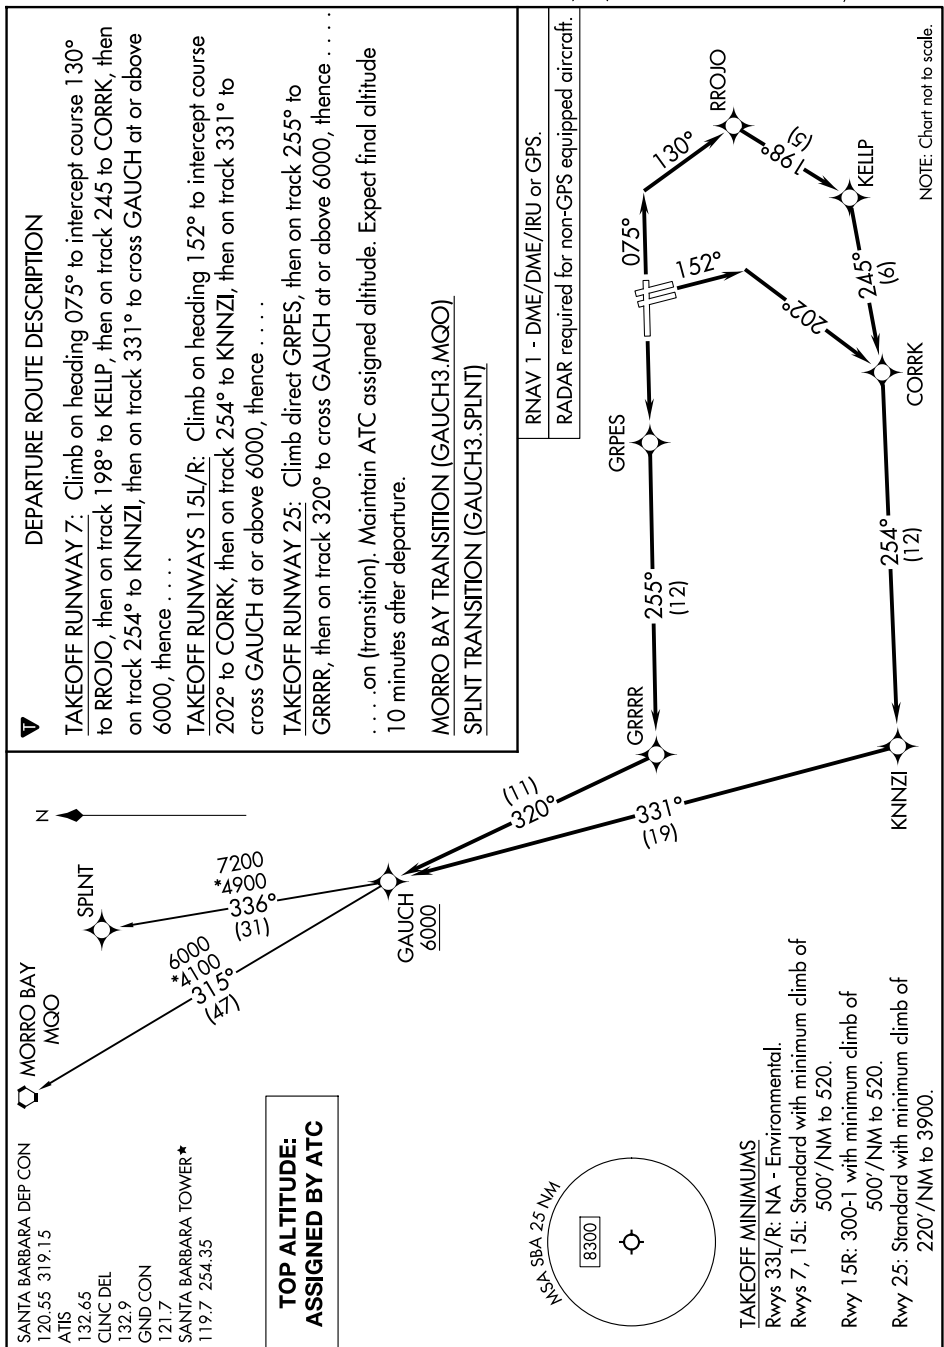 SANTA BARBARA DEP CON
120.55 319.15
ATIS
132.65
CLNC DEL
132.9
GND CON
121.7
SANTA BARBARA TOWER★
119.7 254.35
TOP ALTITUDE:
ASSIGNED BY ATC
MSA SBA 25 NM
8300
TAKEOFF MINIMUMS
Rwys 33L/R: NA - Environmental.
Rwys 7, 15L: Standard with minimum climb of
500'/NM to 520.
Rwy 15R: 300-1 with minimum climb of
500'/NM to 520.
Rwy 25: Standard with minimum climb of
220'/NM to 3900.
MORRO BAY
MQO
SPLNT
N
6000
*4100
315°
(47)
7200
*4900
336°
(31)
GAUCH
6000
(11)
320°
331°
(19)
GRRRR
KNNZI
255°
(12)
254°
(12)
GRPES
CORRK
075°
152°
202°
130°
RROJO
198°
(5)
KELLP
245°
(6)
NOTE: Chart not to scale.
T
DEPARTURE ROUTE DESCRIPTION
TAKEOFF RUNWAY 7: Climb on heading 075° to intercept course 130°
to RROJO, then on track 198° to KELLP, then on track 245 to CORRK, then
on track 254° to KNNZI, then on track 331° to cross GAUCH at or above
6000, thence . . . .
TAKEOFF RUNWAYS 15L/R: Climb on heading 152° to intercept course
202° to CORRK, then on track 254° to KNNZI, then on track 331° to
cross GAUCH at or above 6000, thence . . . .
TAKEOFF RUNWAY 25: Climb direct GRPES, then on track 255° to
GRRRR, then on track 320° to cross GAUCH at or above 6000, thence . . . .
. . . .on (transition). Maintain ATC assigned altitude. Expect final altitude
10 minutes after departure.
MORRO BAY TRANSITION (GAUCH3.MQO)
SPLNT TRANSITION (GAUCH3.SPLNT)
RNAV 1 - DME/DME/IRU or GPS.
RADAR required for non-GPS equipped aircraft.